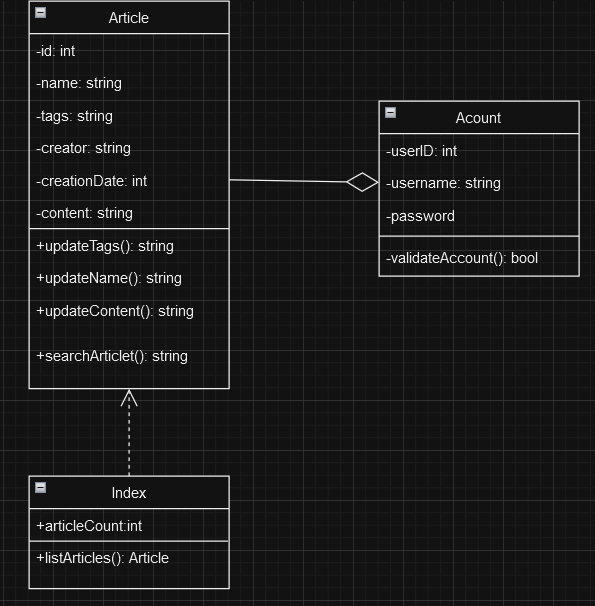 Article
-id: int
-name: string
-tags: string
-creator: string
-creationDate: int
-content: string
+updateTags(): string
+updateName(): string
+updateContent(): string
+searchArticlet(): string
Acount
-userID: int
-username: string
-password
-validateAccount(): bool
Index
+articleCount:int
+listArticles(): Article